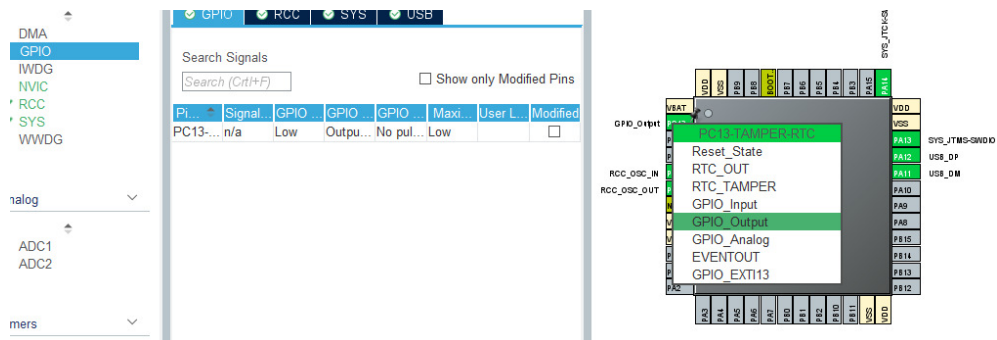 DMA
GPIO
IWDG
NVIC
RCC
SYS
WWDG
nalog
ADC1
ADC2
mers
GPIO RCC SYS USB
Search Signals
Search (Crtl+F)
Show only Modified Pins
Pi... Signal... GPIO ... GPIO ... GPIO ... Maxi... User L... Modified
PC13-... n/a Low Outpu... No pul... Low
SYS_JTCK-SW
VDD VSS PB9 PB8 BOOT.. PB7 PB6 PB5 PB4 PB3 PA15 PA14
VBAT
GPIO_Output
RCC_OSC_IN
RCC_OSC_OUT
PA2
PC13-TAMPER-RTC
Reset_State
RTC_OUT
RTC_TAMPER
GPIO_Input
GPIO_Output
GPIO_Analog
EVENTOUT
GPIO_EXTI13
VDD
VSS
PA13 SYS_JTMS-SWDIO
PA12 USB_DP
PA11 USB_DM
PA10
PA9
PA8
PB15
PB14
PB13
PB12
PA3 PA4 PA5 PA6 PA7 PB0 PB1 PB2 PB10 PB11 VSS VDD